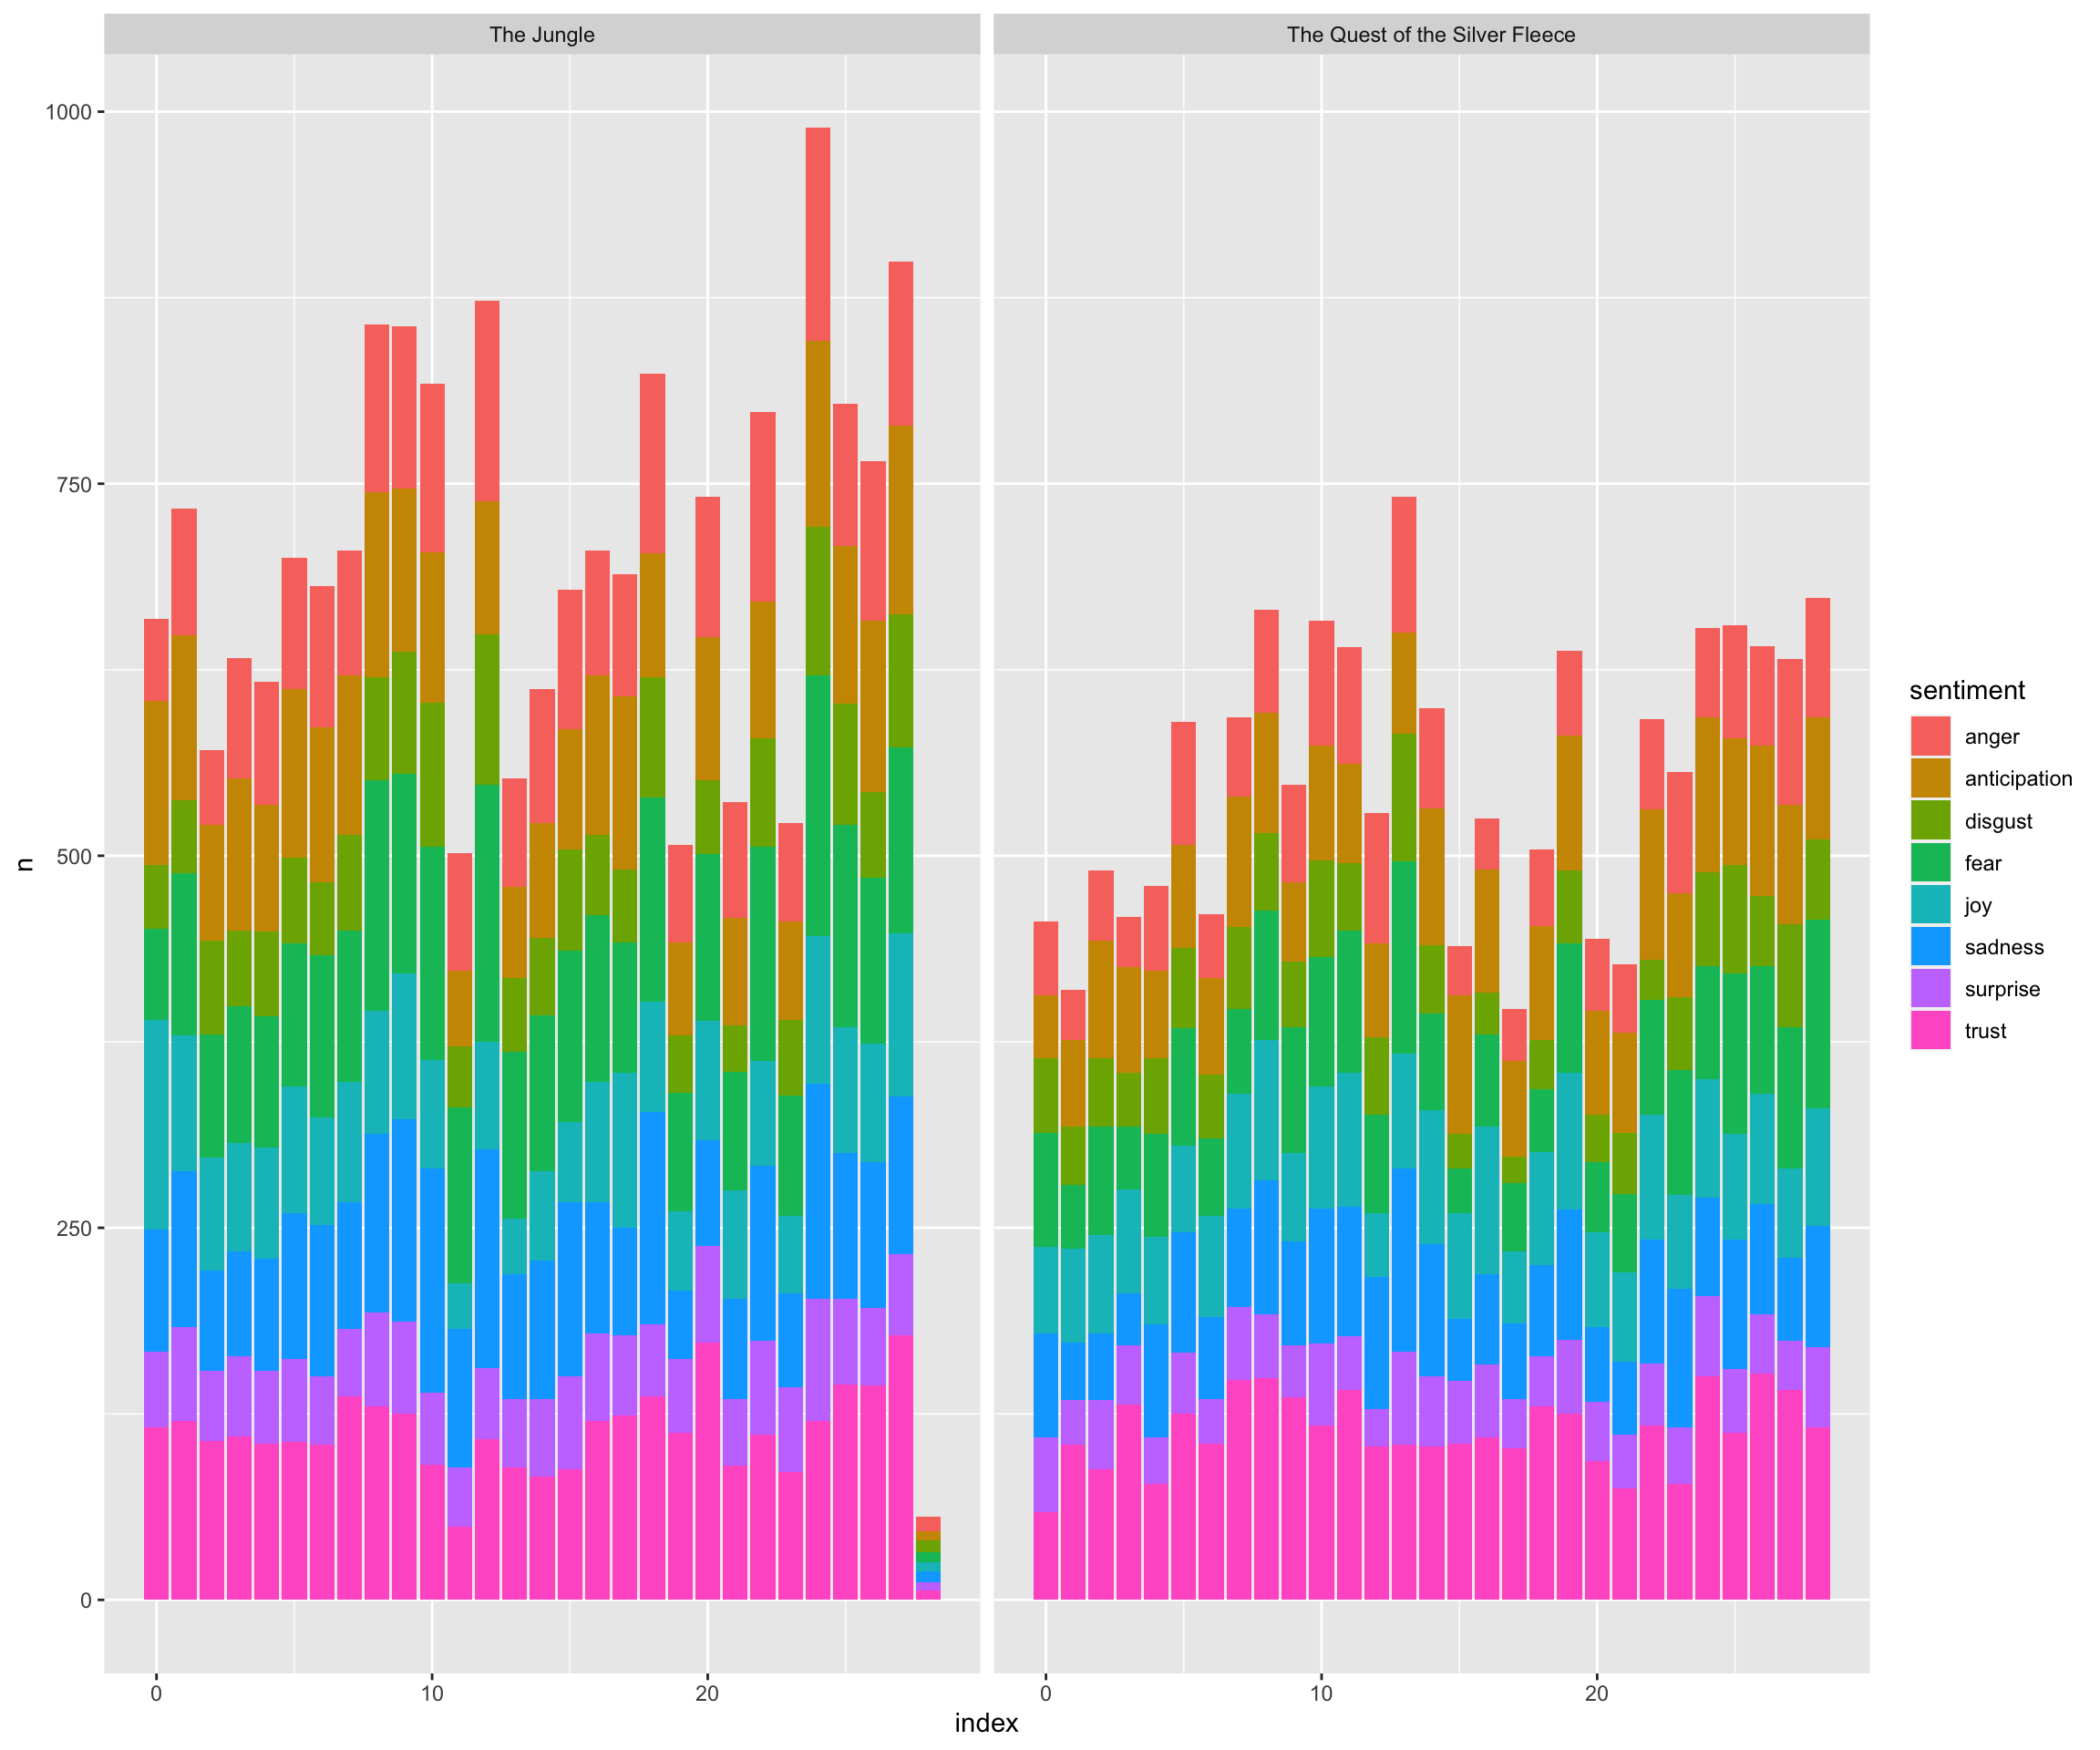 The Jungle
The Quest of the Silver Fleece
1000
750
500
250
0
n
0
10
20
0
10
20
index
sentiment
anger
anticipation
disgust
fear
joy
sadness
surprise
trust